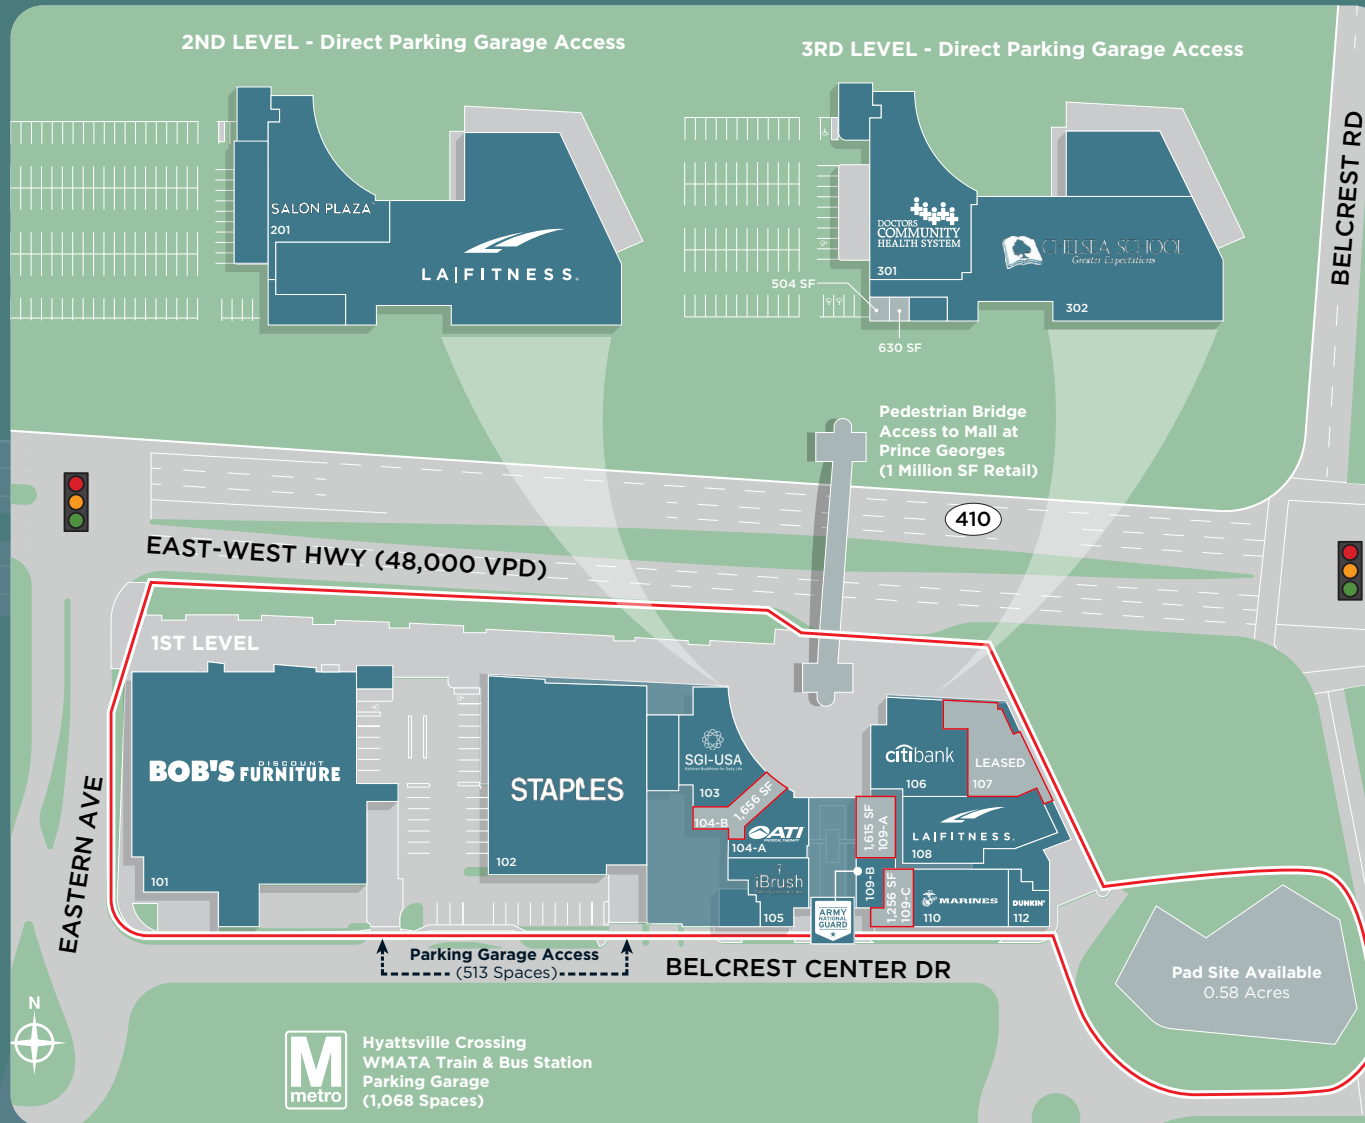 2ND LEVEL - Direct Parking Garage Access
3RD LEVEL - Direct Parking Garage Access
BELCREST RD
SALON PLAZA
201
LA|FITNESS.
DOCTORS
COMMUNITY
HEALTH SYSTEM
301
CHELSEA SCHOOL
Greater Expectations
302
504 SF
630 SF
Pedestrian Bridge
Access to Mall at
Prince Georges
(1 Million SF Retail)
410
EAST-WEST HWY (48,000 VPD)
1ST LEVEL
EASTERN AVE
BOB'S DISCOUNT
FURNITURE
101
STAPLES
102
SGI-USA
103
104-B
1,656 SF
ATI
PHYSICAL THERAPY
104-A
iBrush
105
citibank
106
LEASED
107
LA|FITNESS.
108
1,615 SF
109-A
109-B
1,256 SF
109-C
MARINES
110
DUNKIN'
112
ARMY
NATIONAL
GUARD
Parking Garage Access
(513 Spaces)
BELCREST CENTER DR
Pad Site Available
0.58 Acres
N
M
metro
Hyattsville Crossing
WMATA Train & Bus Station
Parking Garage
(1,068 Spaces)